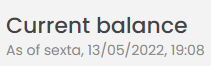 Current balance
As of sexta, 13/05/2022, 19:08